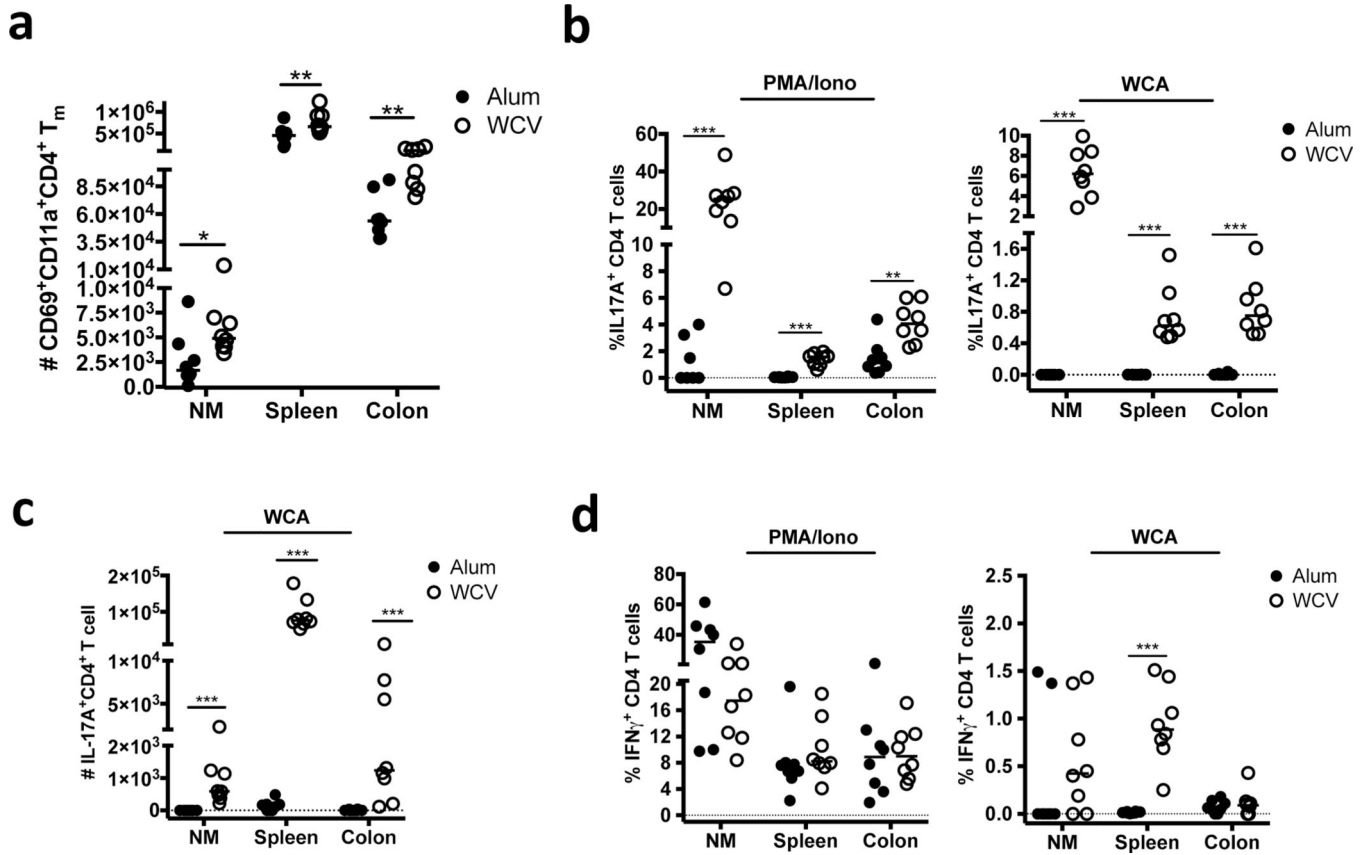 a
# CD69⁺CD11a⁺CD4⁺ Tₘ
1×10⁶
5×10⁵
8.5×10⁴
6.0×10⁴
3.5×10⁴
1.0×10⁴
1.0×10⁴
7.5×10³
5.0×10³
2.5×10³
0.0
*
**
**
NM Spleen Colon
Alum
WCV
b
PMA/Iono
%IL17A⁺ CD4 T cells
60
40
20
8
6
4
2
0
***
***
**
NM Spleen Colon
WCA
%IL17A⁺ CD4 T cells
10
8
6
4
2
1.6
1.2
0.8
0.4
0.0
***
***
***
NM Spleen Colon
Alum
WCV
c
WCA
# IL-17A⁺CD4⁺ T cell
2×10⁵
1×10⁵
1×10⁴
5×10³
3×10³
2×10³
1×10³
0
***
***
***
NM Spleen Colon
Alum
WCV
d
PMA/Iono
% IFNγ⁺ CD4 T cells
80
60
40
20
20
16
12
8
4
0
NM Spleen Colon
WCA
% IFNγ⁺ CD4 T cells
2.5
2.0
1.5
1.0
0.5
0.0
***
NM Spleen Colon
Alum
WCV